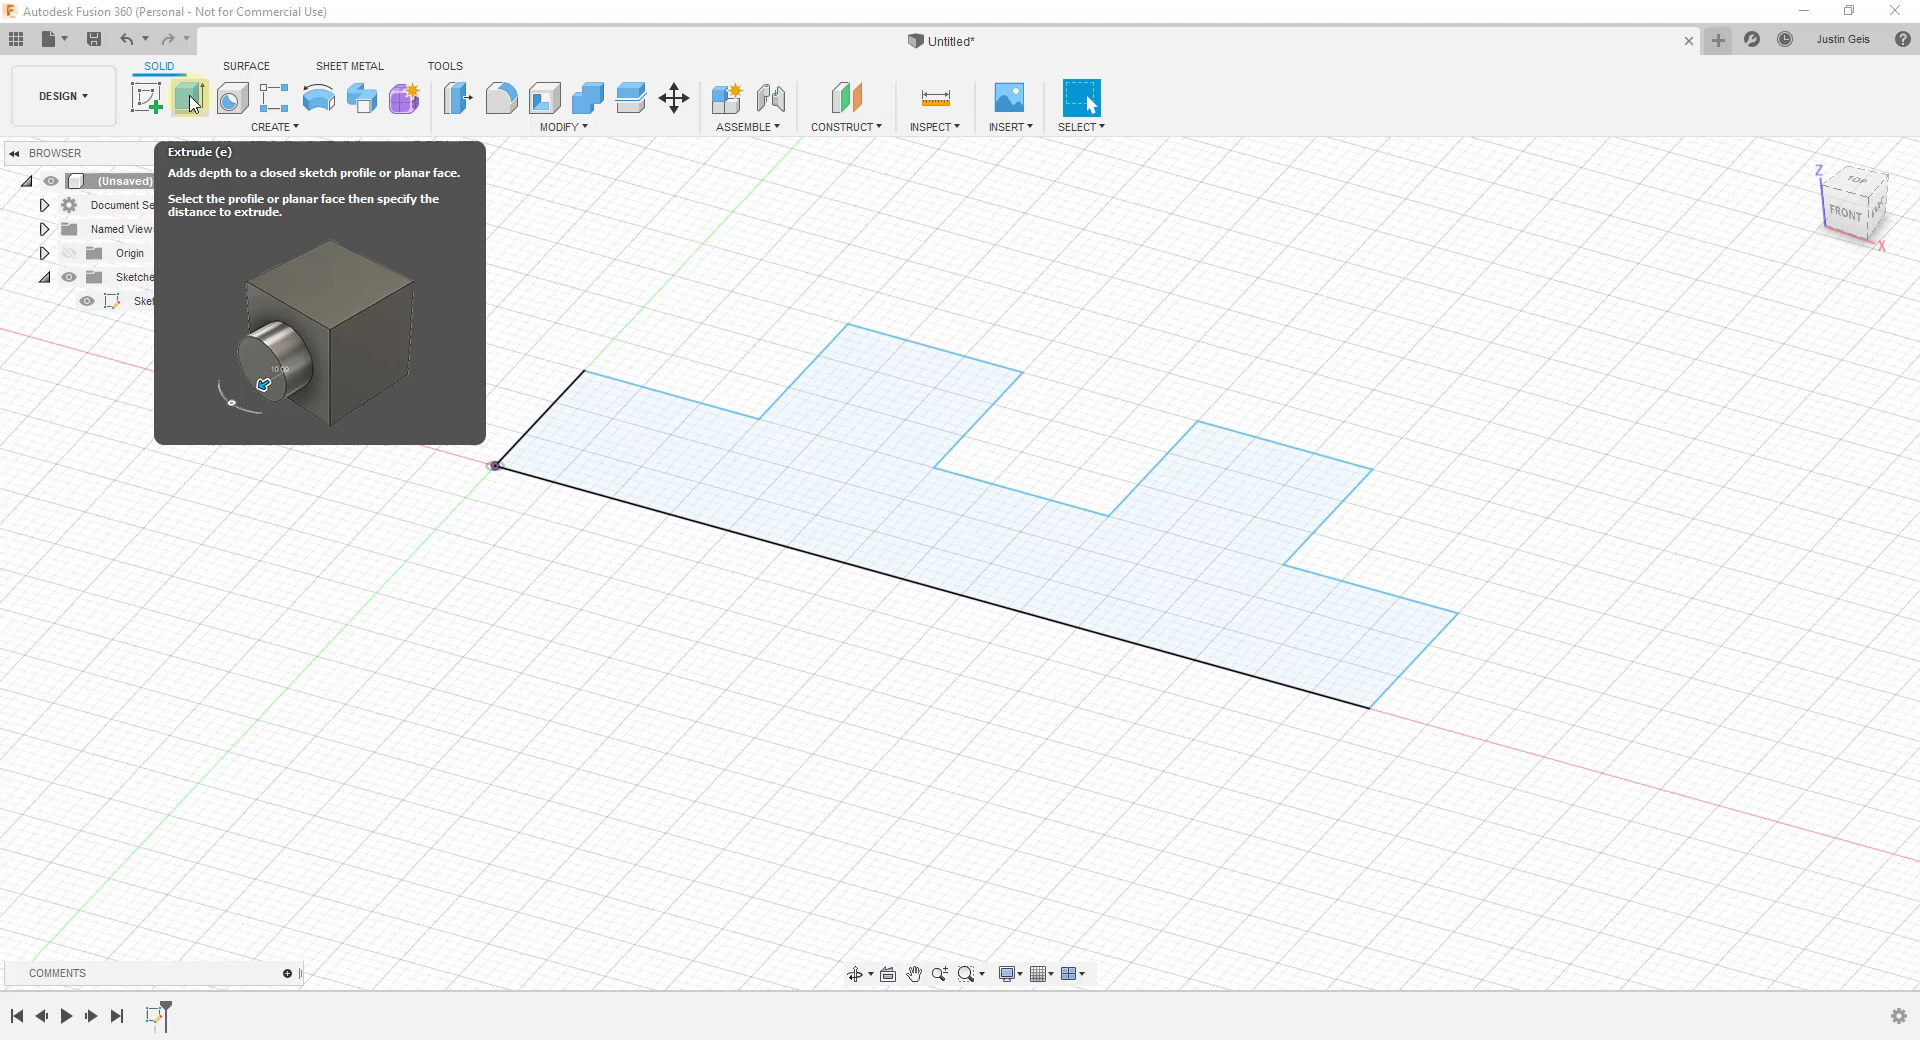 Autodesk Fusion 360 (Personal - Not for Commercial Use)
Untitled*
Justin Geis
SOLID SURFACE SHEET METAL TOOLS
DESIGN
CREATE MODIFY ASSEMBLE CONSTRUCT INSPECT INSERT SELECT
BROWSER
(Unsaved)
Document Se
Named View
Origin
Sketche
Sket
Extrude (e)
Adds depth to a closed sketch profile or planar face.
Select the profile or planar face then specify the
distance to extrude.
10.00
Z
TOP
FRONT
X
COMMENTS